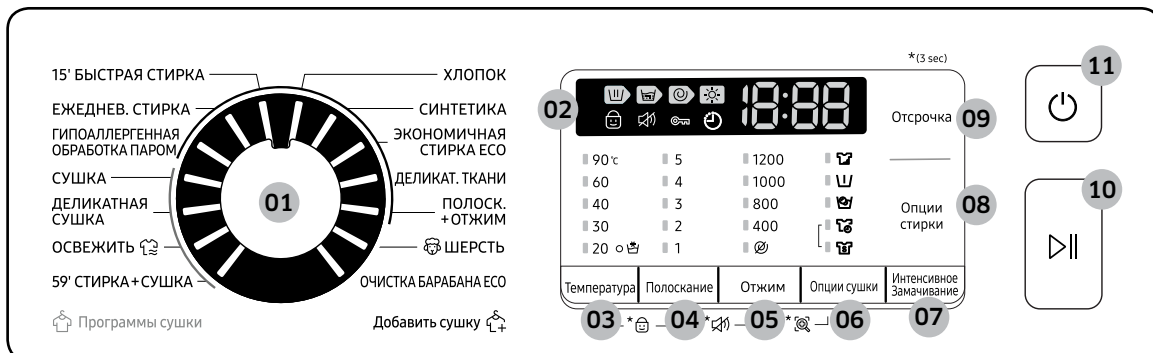 15' БЫСТРАЯ СТИРКА
ЕЖЕДНЕВ. СТИРКА
ГИПОАЛЛЕРГЕННАЯ
ОБРАБОТКА ПАРОМ
СУШКА
ДЕЛИКАТНАЯ
СУШКА
ОСВЕЖИТЬ
59' СТИРКА+СУШКА
Программы сушки
01
ХЛОПОК
СИНТЕТИКА
ЭКОНОМИЧНАЯ
СТИРКА ECO
ДЕЛИКАТ. ТКАНИ
ПОЛОСК.
+ОТЖИМ
ШЕРСТЬ
ОЧИСТКА БАРАБАНА ECO
Добавить сушку
02
18:88
90 ℃ 5 1200
60 4 1000
40 3 800
30 2 400
20 1
Температура Полоскание Отжим Опции сушки Интенсивное
Замачивание
03 * 04 * 05 * 06 07
*(3 sec)
Отсрочка 09
Опции
стирки
08
11
10